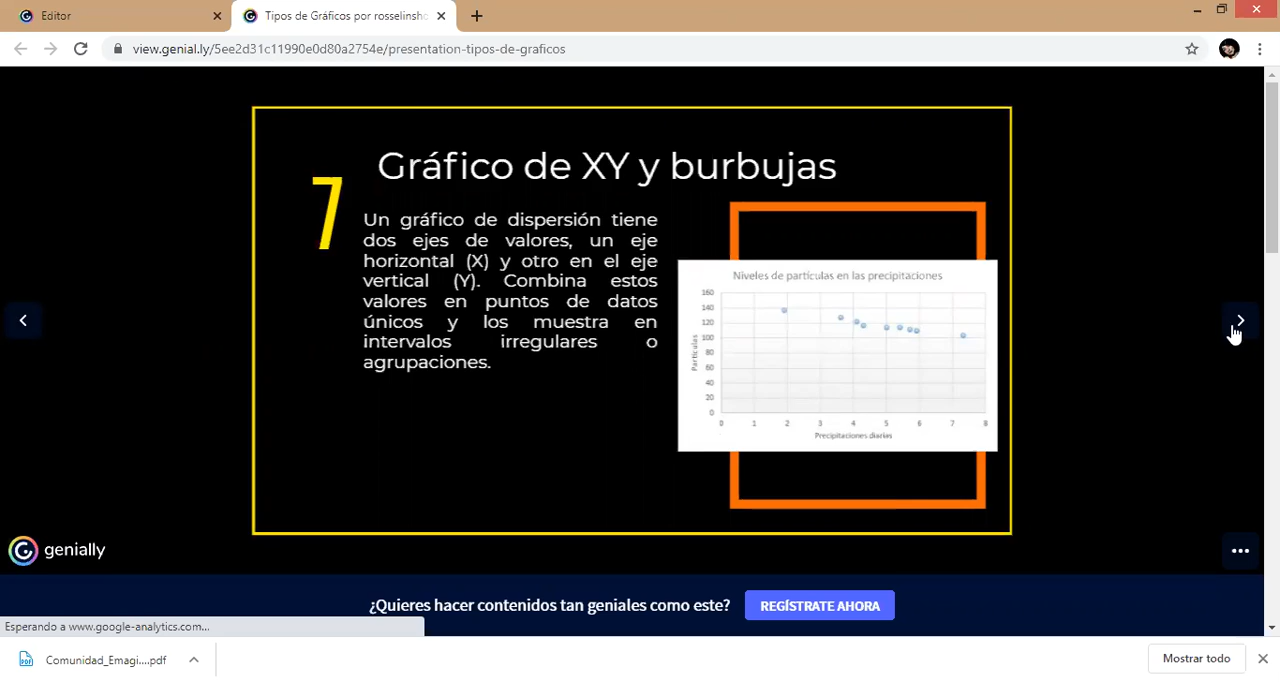 Editor
Tipos de Gráficos por rosselinsho
view.genial.ly/5ee2d31c11990e0d80a2754e/presentation-tipos-de-graficos
7
Gráfico de XY y burbujas
Un gráfico de dispersión tiene
dos ejes de valores, un eje
horizontal (X) y otro en el eje
vertical (Y). Combina estos
valores en puntos de datos
únicos y los muestra en
intervalos irregulares o
agrupaciones.
Niveles de partículas en las precipitaciones
160
140
120
100
80
60
40
20
0
Partículas
0 1 2 3 4 5 6 7 8
Precipitaciones diarias
genially
¿Quieres hacer contenidos tan geniales como este?
REGÍSTRATE AHORA
Esperando a www.google-analytics.com...
PDF
Comunidad_Emagi....pdf
Mostrar todo